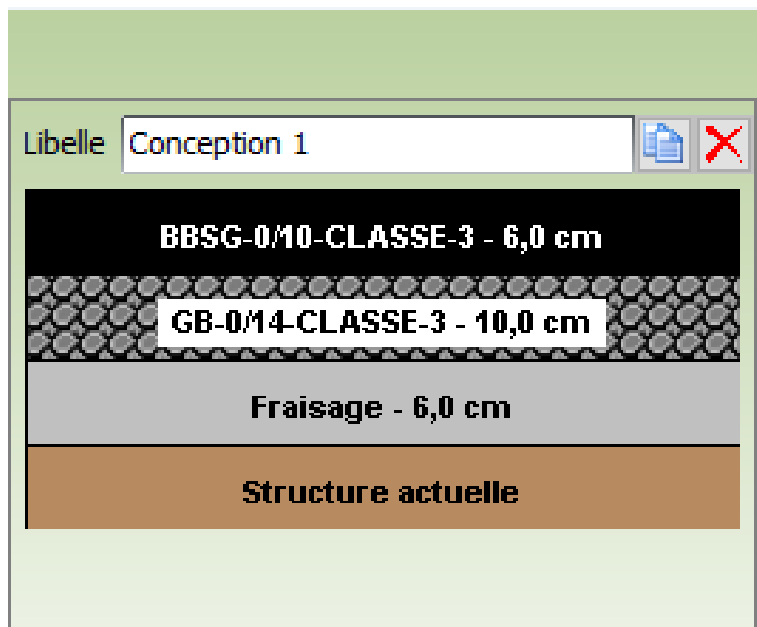 Libelle Conception 1
BBSG-0/10-CLASSE-3 - 6,0 cm
GB-0/14-CLASSE-3 - 10,0 cm
Fraisage - 6,0 cm
Structure actuelle